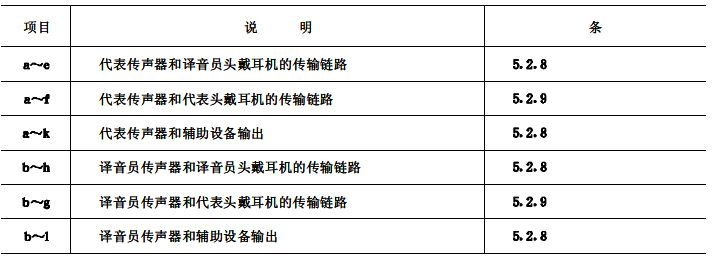 项目 说 明 条
a～e 代表传声器和译音员头戴耳机的传输链路 5.2.8
a～f 代表传声器和代表头戴耳机的传输链路 5.2.9
a～k 代表传声器和辅助设备输出 5.2.8
b～h 译音员传声器和译音员头戴耳机的传输链路 5.2.8
b～g 译音员传声器和代表头戴耳机的传输链路 5.2.9
b～l 译音员传声器和辅助设备输出 5.2.8